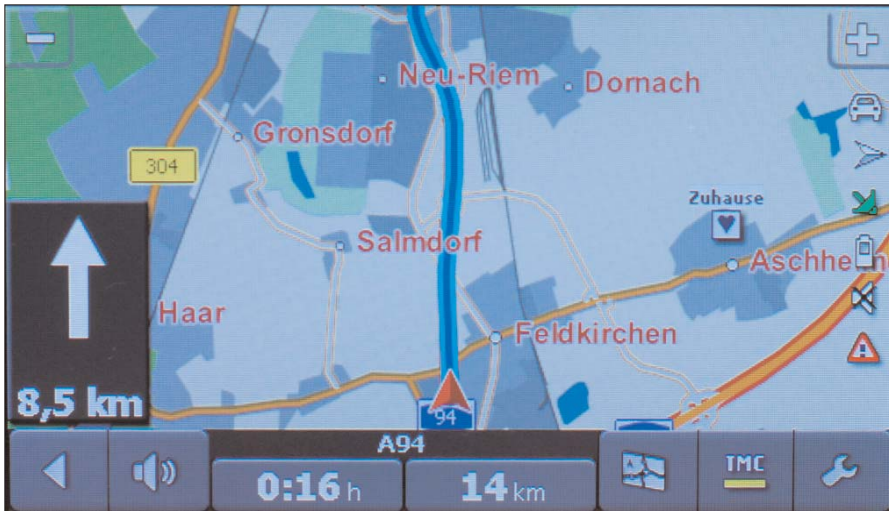 Neu-Riem
Dornach
Gronsdorf
304
Zuhause
Salmdorf
Haar
Feldkirchen
8,5 km
94
A94
0:16 h
14 km
TMC